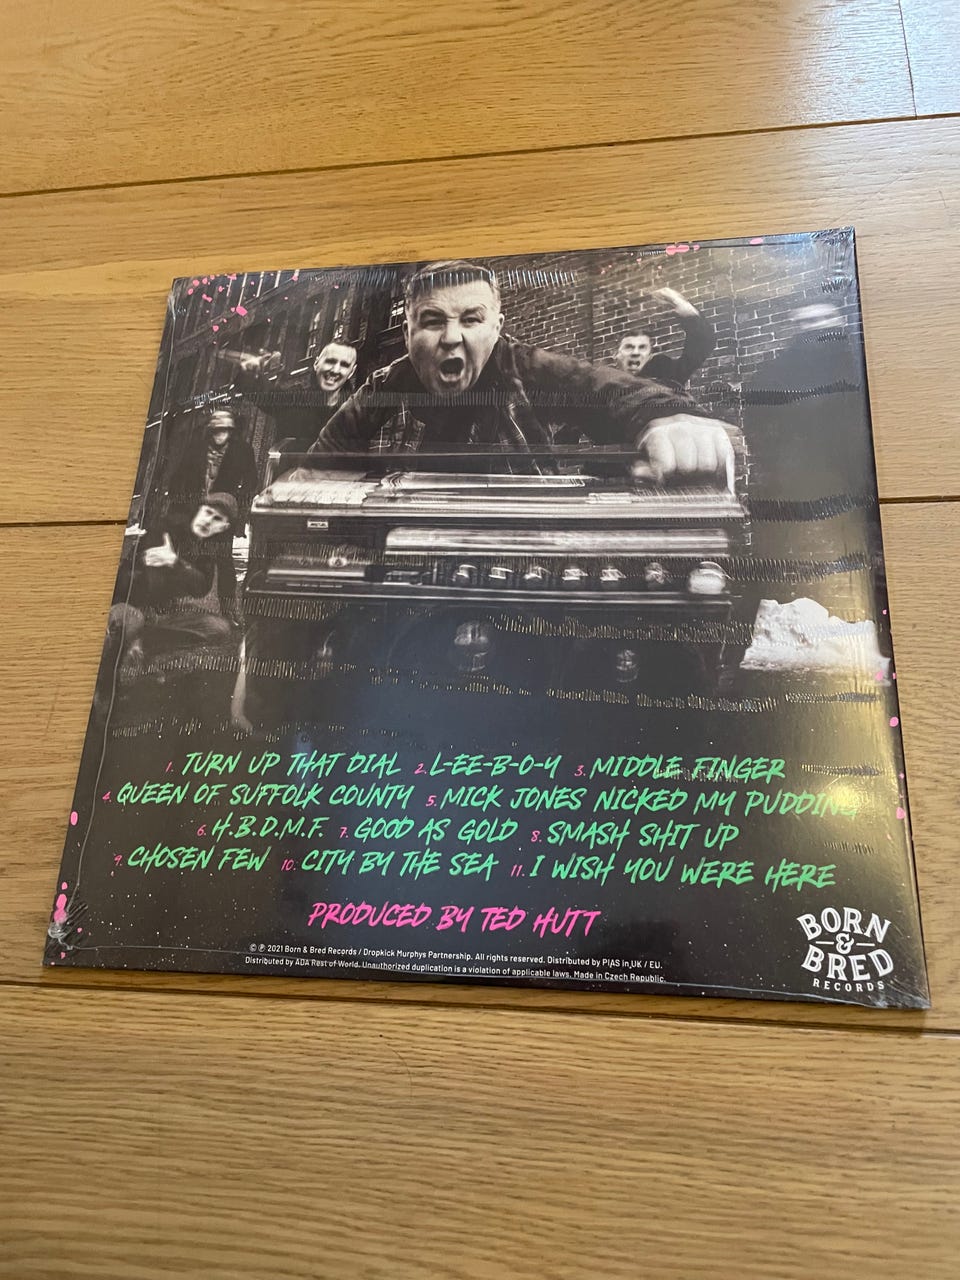 1. TURN UP THAT DIAL 2. L-EE-B-O-Y 3. MIDDLE FINGER
4. QUEEN OF SUFFOLK COUNTY 5. MICK JONES NICKED MY PUDDING
6. H.B.D.M.F. 7. GOOD AS GOLD 8. SMASH SHIT UP
9. CHOSEN FEW 10. CITY BY THE SEA 11. I WISH YOU WERE HERE
PRODUCED BY TED HUTT
© ℗ 2021 Born & Bred Records / Dropkick Murphys Partnership. All rights reserved. Distributed by PIAS in UK / EU.
Distributed by ADA Rest of World. Unauthorized duplication is a violation of applicable laws. Made in Czech Republic.
BORN
&
BRED
RECORDS